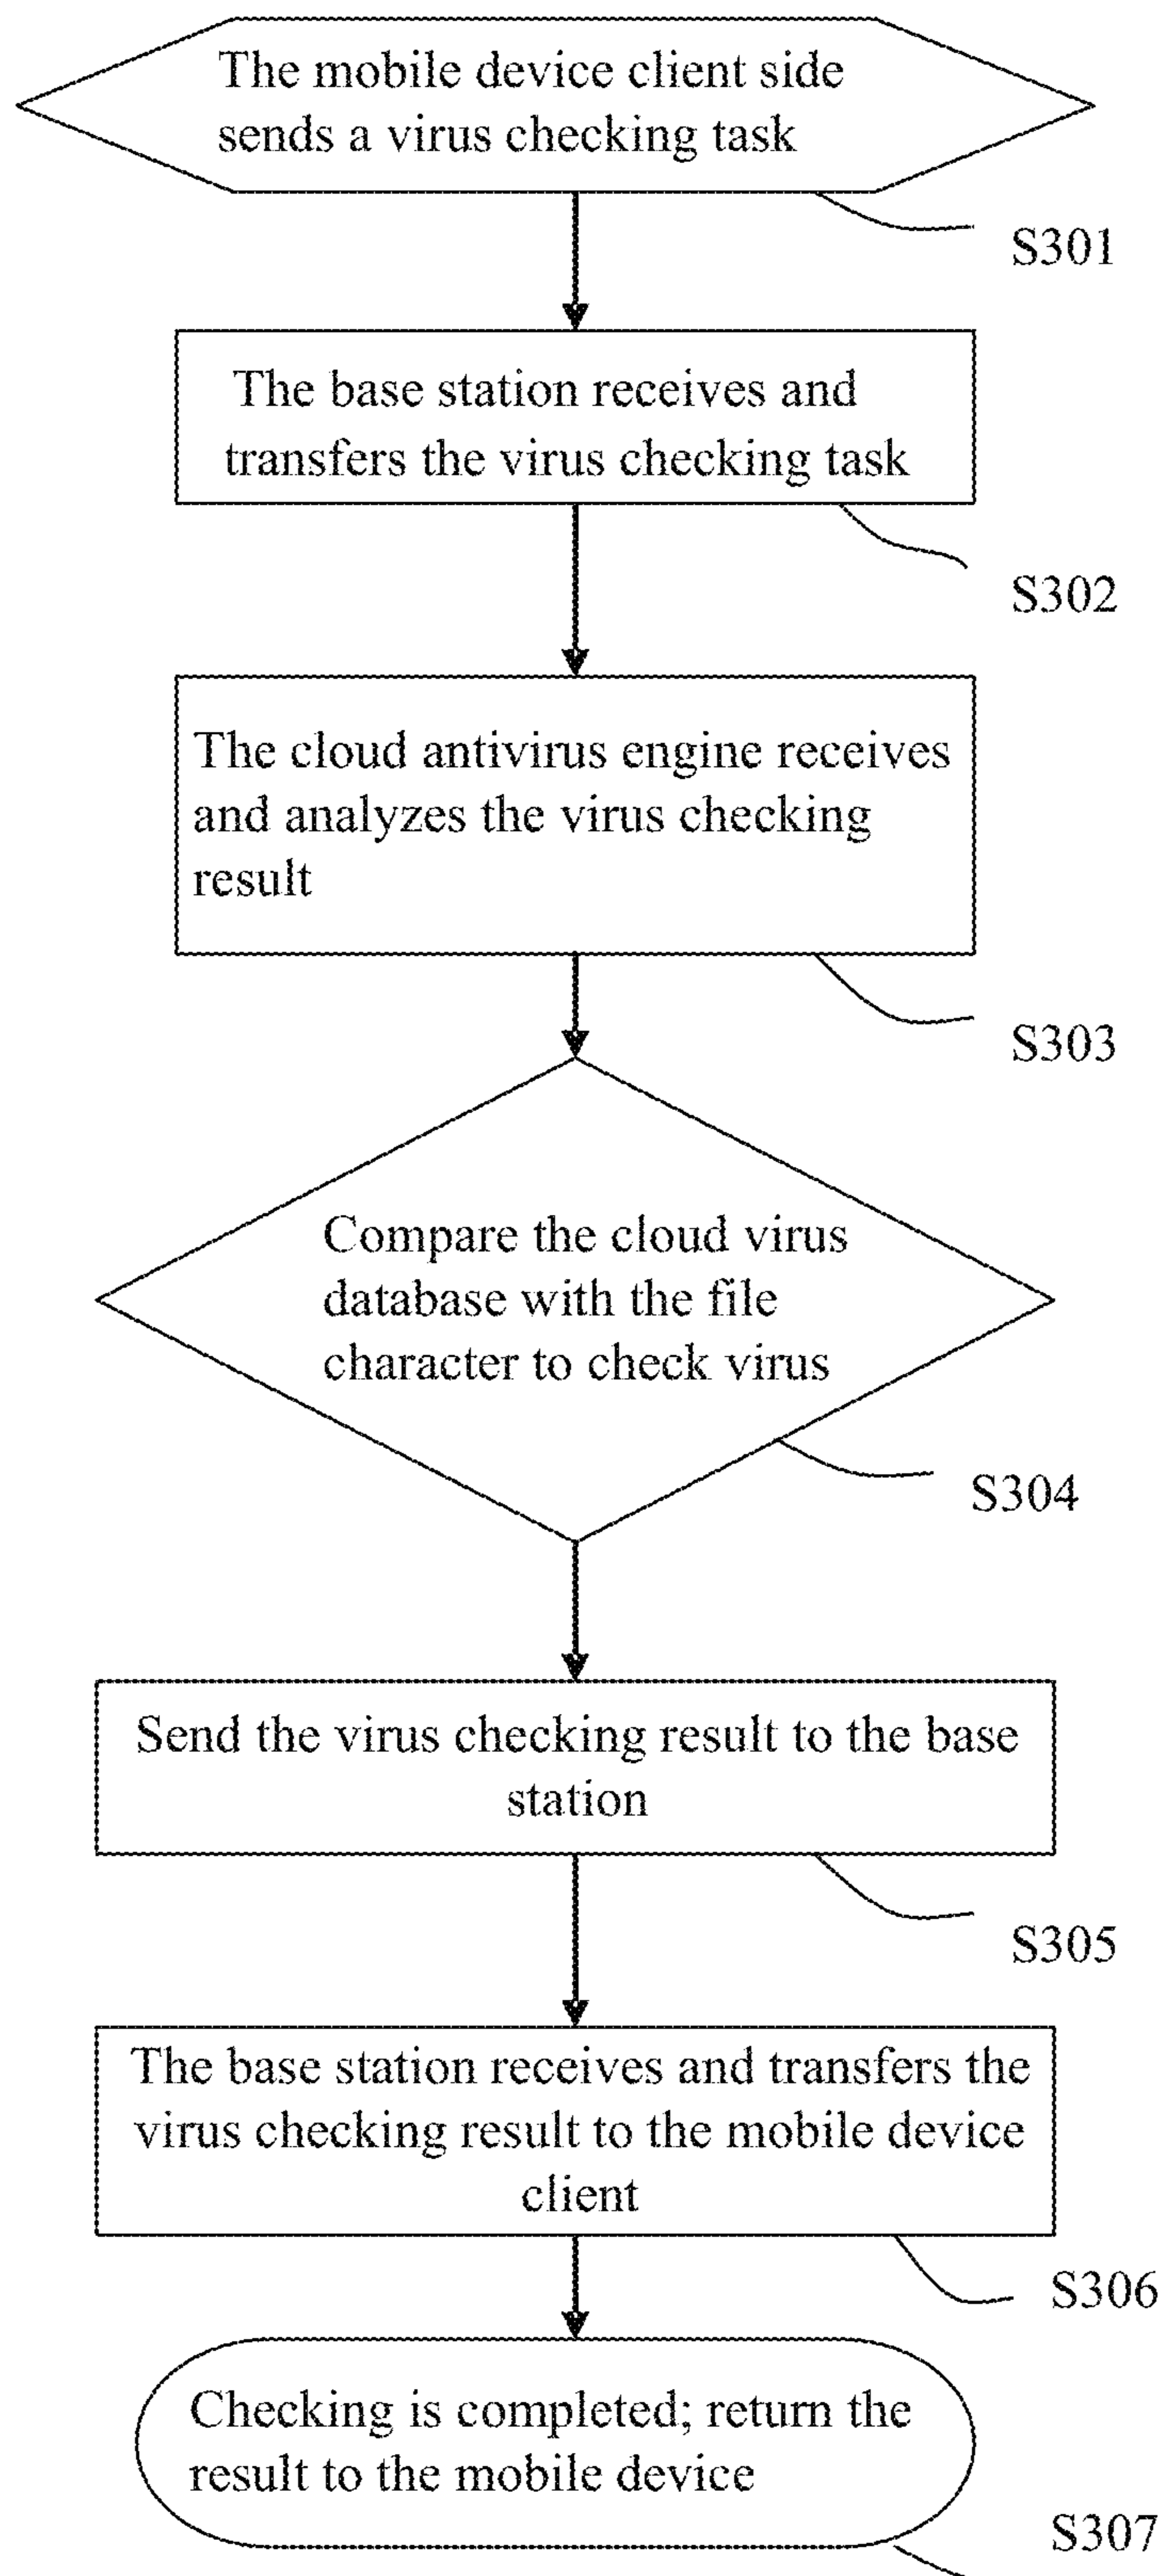 The mobile device client side
sends a virus checking task
S301
The base station receives and
transfers the virus checking task
S302
The cloud antivirus engine receives
and analyzes the virus checking
result
S303
Compare the cloud virus
database with the file
character to check virus
S304
Send the virus checking result to the base
station
S305
The base station receives and transfers the
virus checking result to the mobile device
client
S306
Checking is completed; return the
result to the mobile device
S307